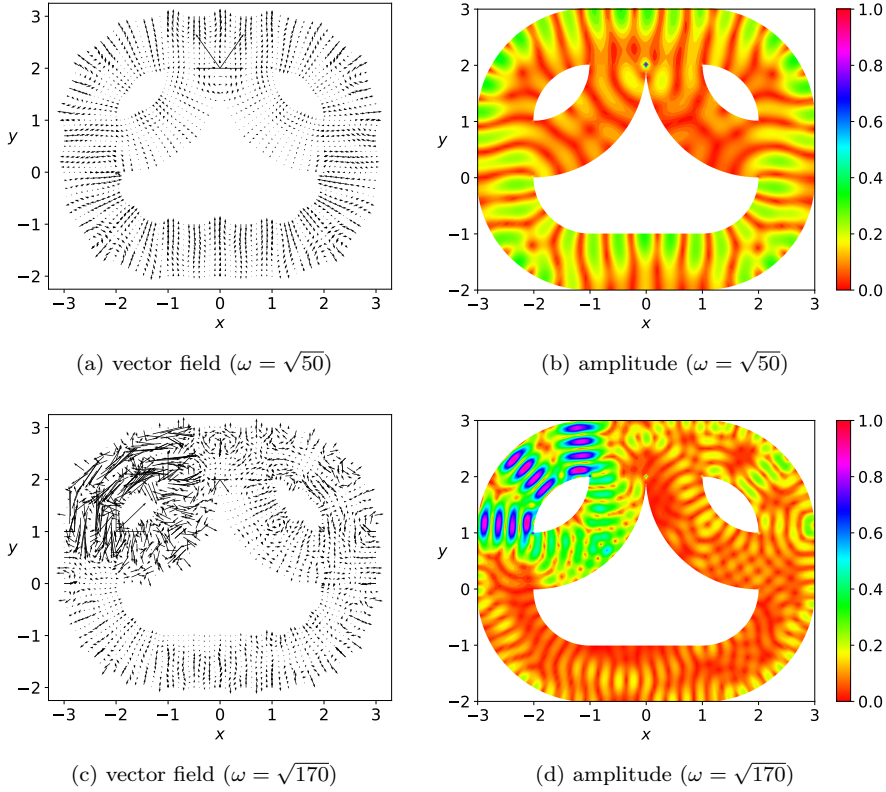 3
2
1
0
−1
−2
y
−3 −2 −1 0 1 2 3
x
(a) vector field (ω = √50)
3
2
1
0
−1
−2
y
−3 −2 −1 0 1 2 3
x
1.0
0.8
0.6
0.4
0.2
0.0
(b) amplitude (ω = √50)
3
2
1
0
−1
−2
y
−3 −2 −1 0 1 2 3
x
(c) vector field (ω = √170)
3
2
1
0
−1
−2
y
−3 −2 −1 0 1 2 3
x
1.0
0.8
0.6
0.4
0.2
0.0
(d) amplitude (ω = √170)